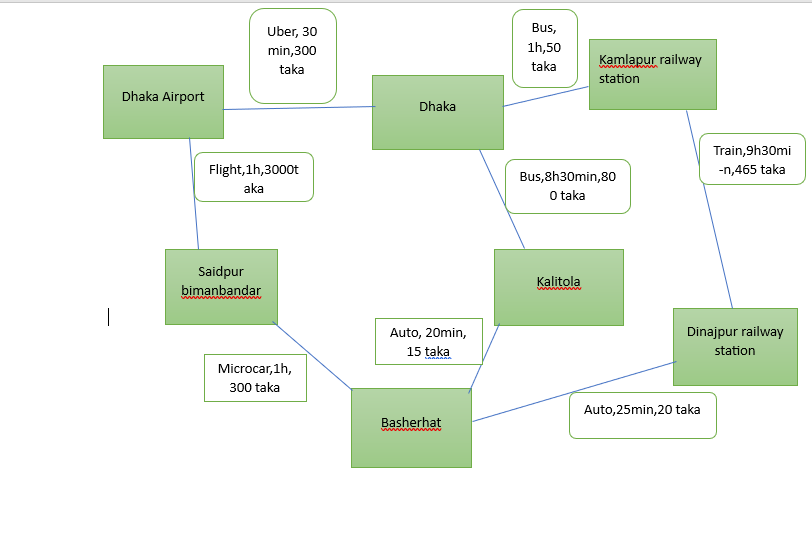 Uber, 30
min,300
taka
Bus,
1h,50
taka
Kamlapur railway
station
Dhaka Airport
Dhaka
Train,9h30mi
-n,465 taka
Flight,1h,3000t
aka
Bus,8h30min,80
0 taka
Saidpur
bimanbandar
Kalitola
Auto, 20min,
15 taka
Dinajpur railway
station
Microcar,1h,
300 taka
Basherhat
Auto,25min,20 taka